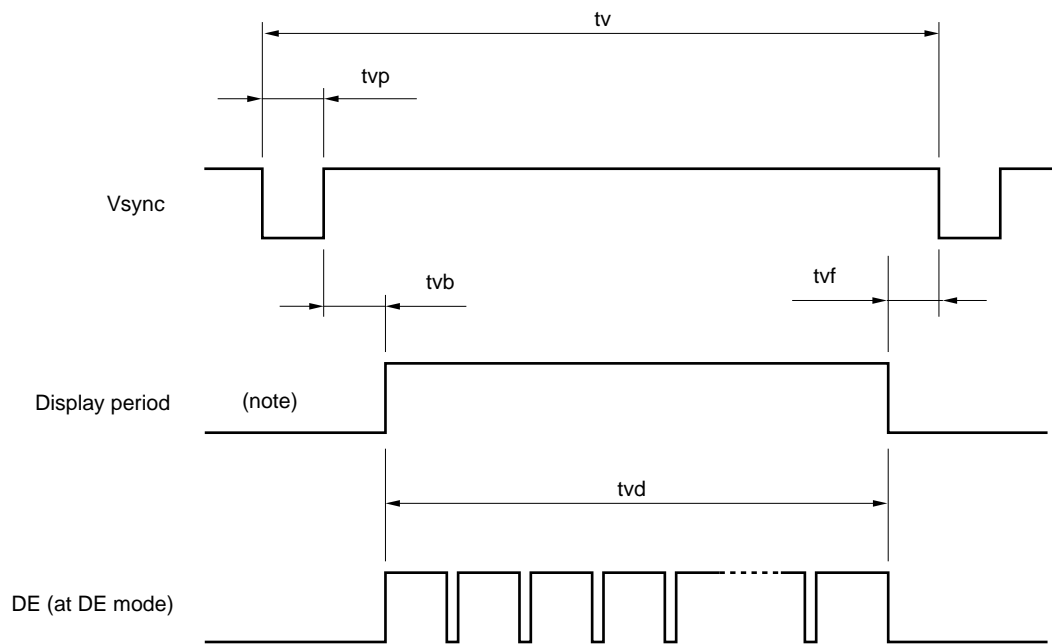 tv
tvp
Vsync
tvb
tvf
Display period
(note)
tvd
DE (at DE mode)